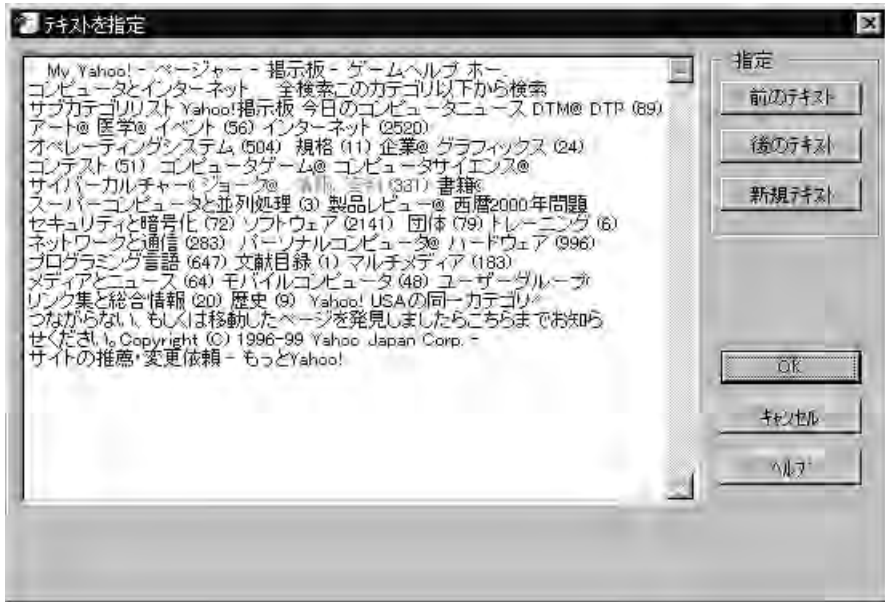 テキストを指定
My Yahoo! - ページャー - 掲示板 - ゲームヘルプ ホー
コンピュータとインターネット 全検索このカテゴリ以下から検索
サブカテゴリリスト Yahoo!掲示板 今日のコンピュータニュース DTM@ DTP (89)
アート@ 医学@ イベント (56) インターネット (2520)
オペレーティングシステム (504) 規格 (11) 企業@ グラフィックス (24)
コンテスト (51) コンピュータゲーム@ コンピュータサイエンス@
サイバーカルチャー@ ジョーク@ (331) 書籍@
スーパーコンピュータと並列処理 (3) 製品レビュー@ 西暦2000年問題
セキュリティと暗号化 (72) ソフトウェア (2141) 団体 (79) トレーニング (6)
ネットワークと通信 (283) パーソナルコンピュータ@ ハードウェア (996)
プログラミング言語 (647) 文献目録 (1) マルチメディア (183)
メディアとニュース (64) モバイルコンピュータ (48) ユーザーグループ
リンク集と総合情報 (20) 歴史 (9) Yahoo! USAの同一カテゴリ
つながらない、もしくは移動したページを発見しましたらこちらまでお知ら
せください。Copyright (C) 1996-99 Yahoo Japan Corp. -
サイトの推薦・変更依頼 - もっとYahoo!
指定
前のテキスト
後のテキスト
新規テキスト
OK
キャンセル
ヘルプ